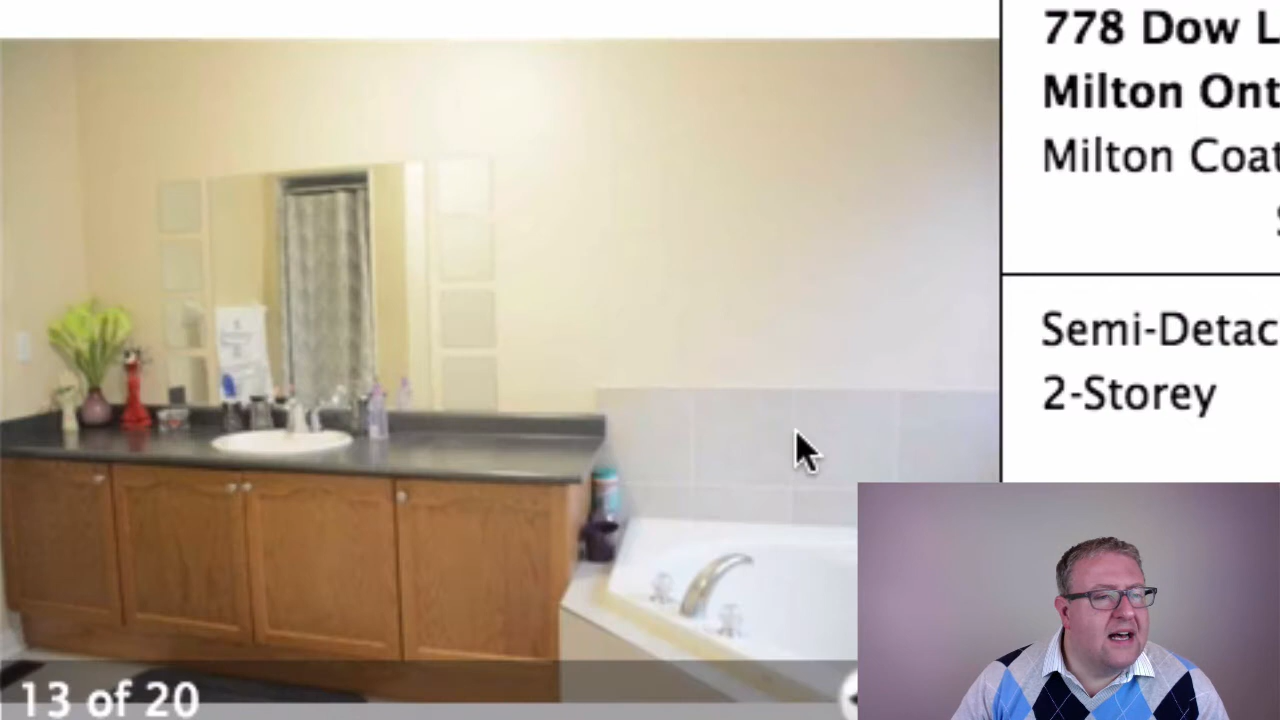 778 Dow L
Milton Ont
Milton Coat
Semi-Detac
2-Storey
13 of 20